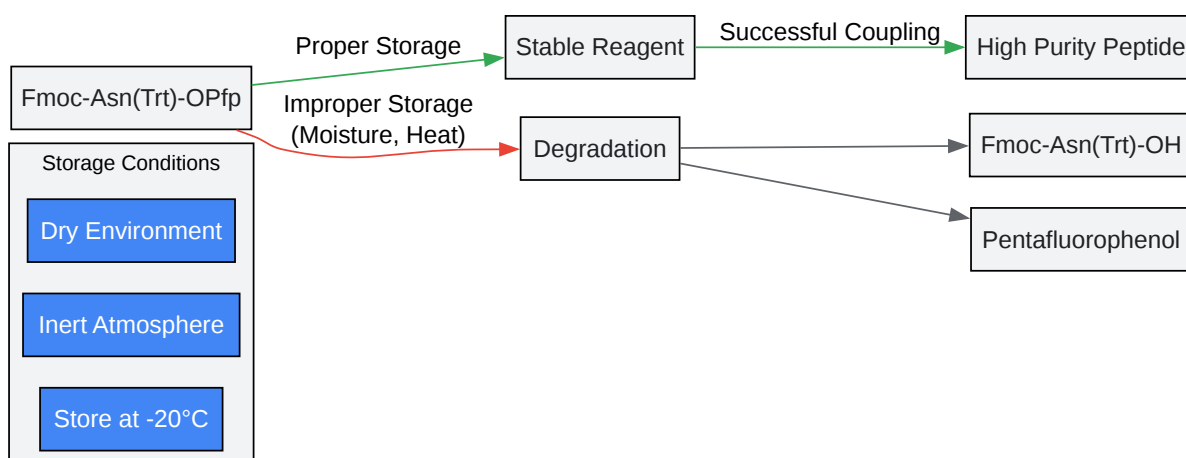 Fmoc-Asn(Trt)-OPfp
Proper Storage
Stable Reagent
Successful Coupling
High Purity Peptide
Improper Storage
(Moisture, Heat)
Degradation
Fmoc-Asn(Trt)-OH
Pentafluorophenol
Storage Conditions
Dry Environment
Inert Atmosphere
Store at -20°C